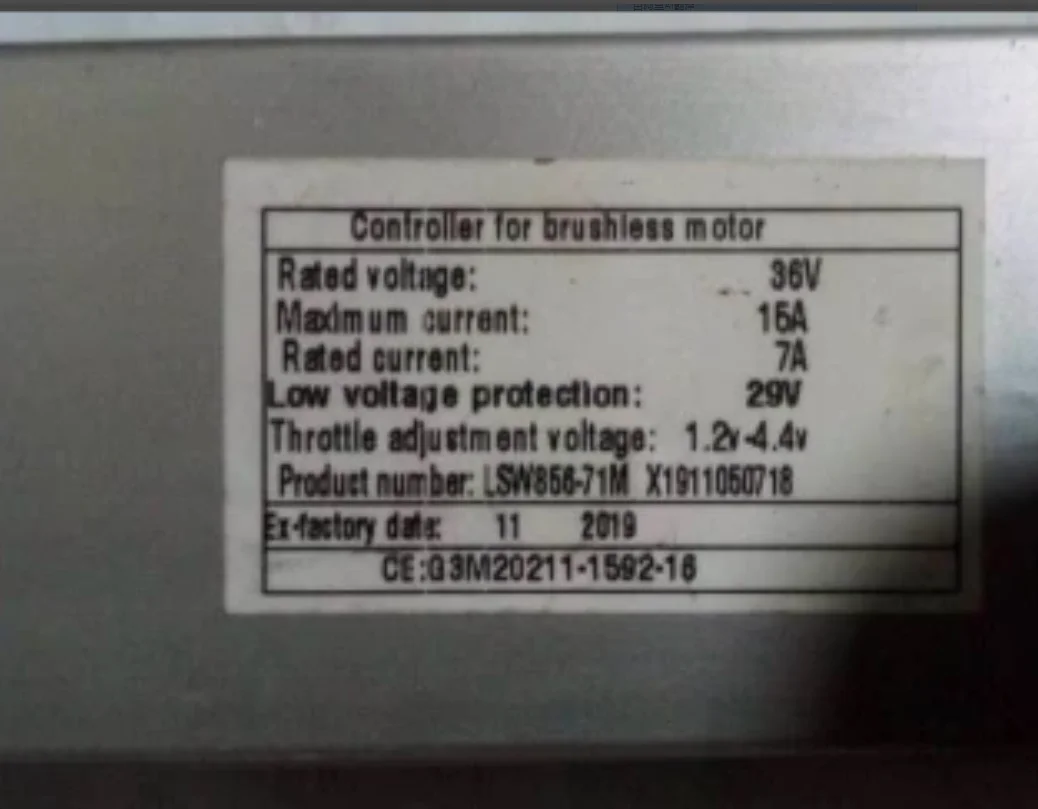 Controller for brushless motor
Rated voltage: 36V
Maximum current: 15A
Rated current: 7A
Low voltage protection: 29V
Throttle adjustment voltage: 1.2v-4.4v
Product number: LSW856-71M X1911050718
Ex-factory date: 11 2019
CE:G3M20211-1592-16